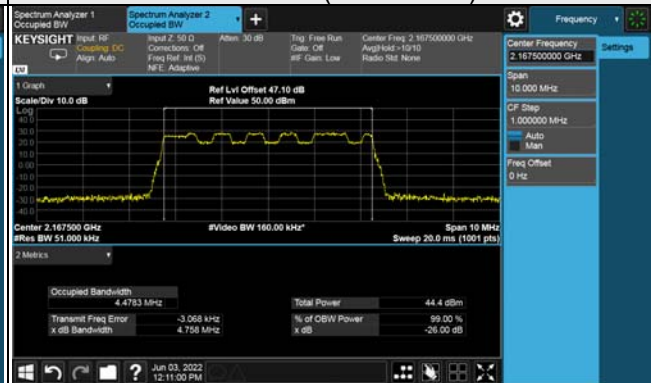 Spectrum Analyzer 1
Occupied BW
Spectrum Analyzer 2
Occupied BW
Frequency
KEYSIGHT
Input: RF
Coupling: DC
Align: Auto
Input Z: 50 Ω
Corrections: Off
Freq Ref: Int (S)
NFE: Adaptive
Atten: 30 dB
Trig: Free Run
Gate: Off
#IF Gain: Low
Center Freq: 2.167500000 GHz
Avg|Hold:>10/10
Radio Std: None
Center Frequency
2.167500000 GHz
Settings
Span
10.000 MHz
CF Step
1.000000 MHz
Auto
Man
Freq Offset
0 Hz
1 Graph
Scale/Div 10.0 dB
Ref Lvl Offset 47.10 dB
Ref Value 50.00 dBm
Log
40.0
30.0
20.0
10.0
0.00
-10.0
-20.0
-30.0
-40.0
Center 2.167500 GHz
#Res BW 51.000 kHz
#Video BW 160.00 kHz*
Span 10 MHz
Sweep 20.0 ms (1001 pts)
2 Metrics
Occupied Bandwidth
4.4783 MHz
Total Power 44.4 dBm
Transmit Freq Error -3.068 kHz
% of OBW Power 99.00 %
x dB Bandwidth 4.758 MHz
x dB -26.00 dB
Jun 03, 2022
12:11:00 PM